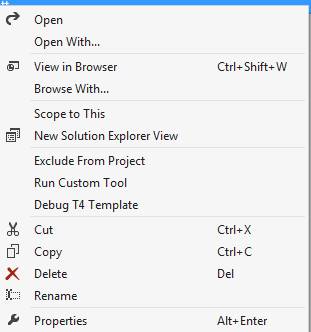 Open
Open With...
View in Browser Ctrl+Shift+W
Browse With...
Scope to This
New Solution Explorer View
Exclude From Project
Run Custom Tool
Debug T4 Template
Cut Ctrl+X
Copy Ctrl+C
Delete Del
Rename
Properties Alt+Enter